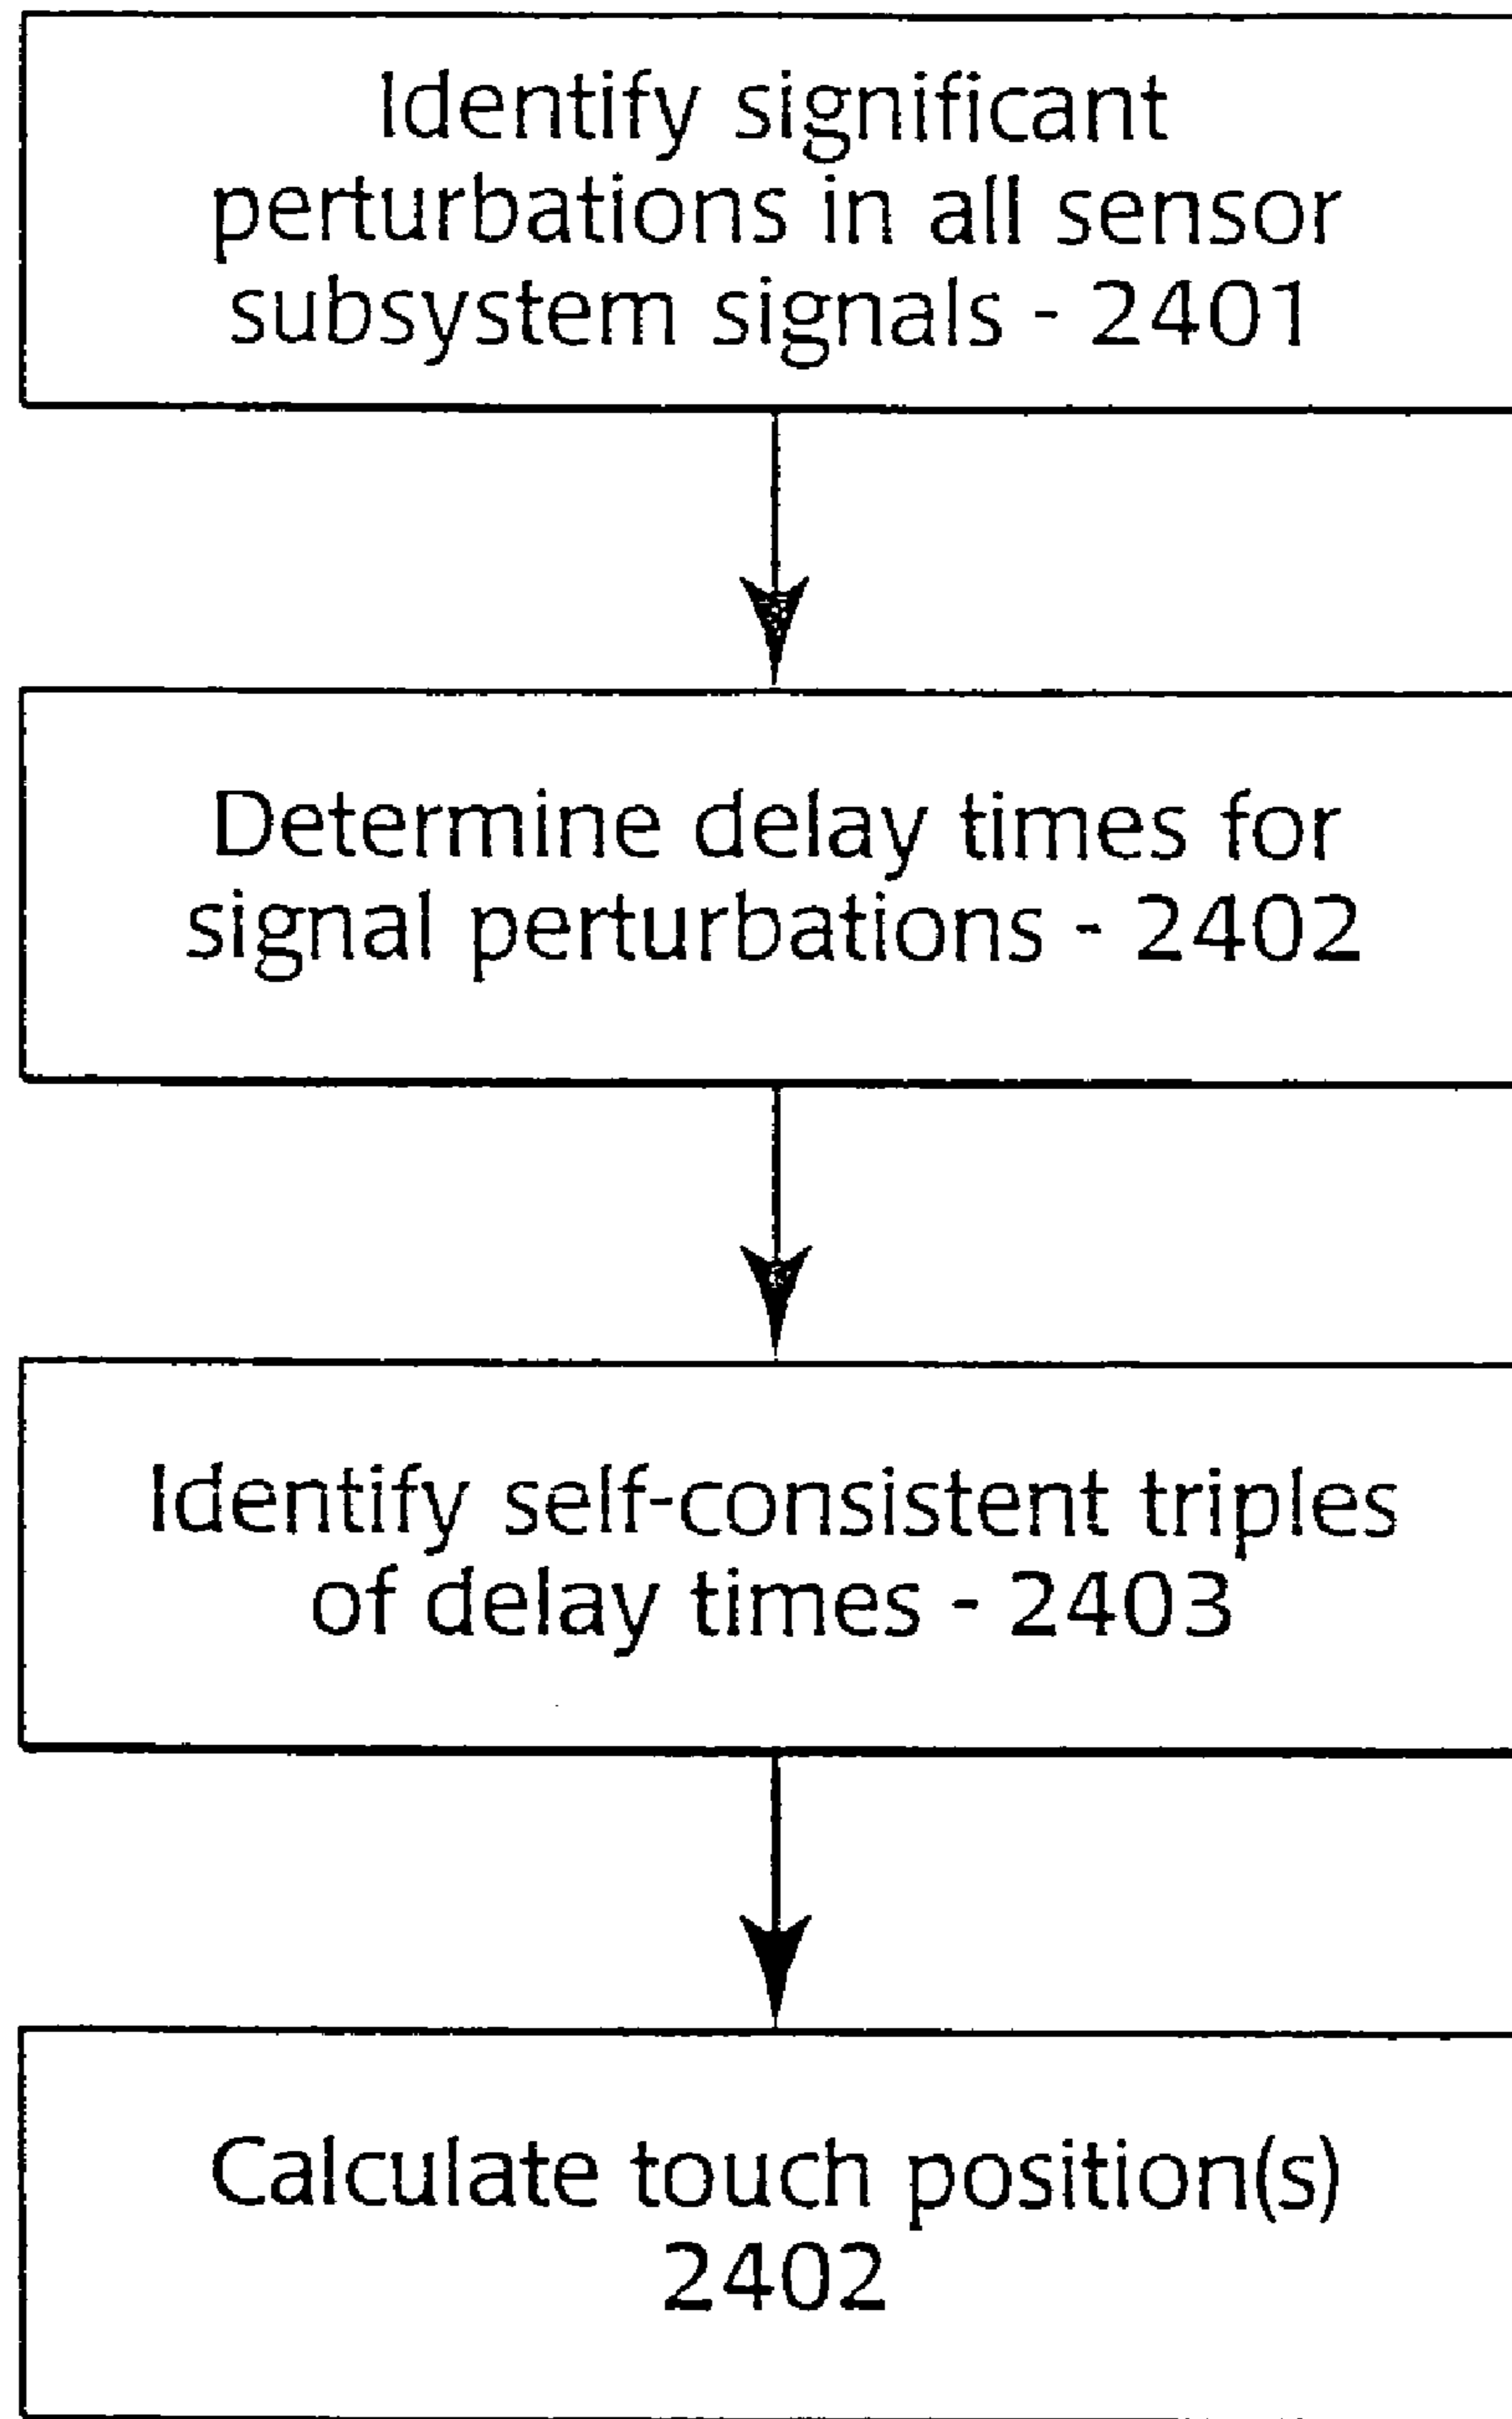 Identify significant
perturbations in all sensor
subsystem signals - 2401
Determine delay times for
signal perturbations - 2402
Identify self-consistent triples
of delay times - 2403
Calculate touch position(s)
2402